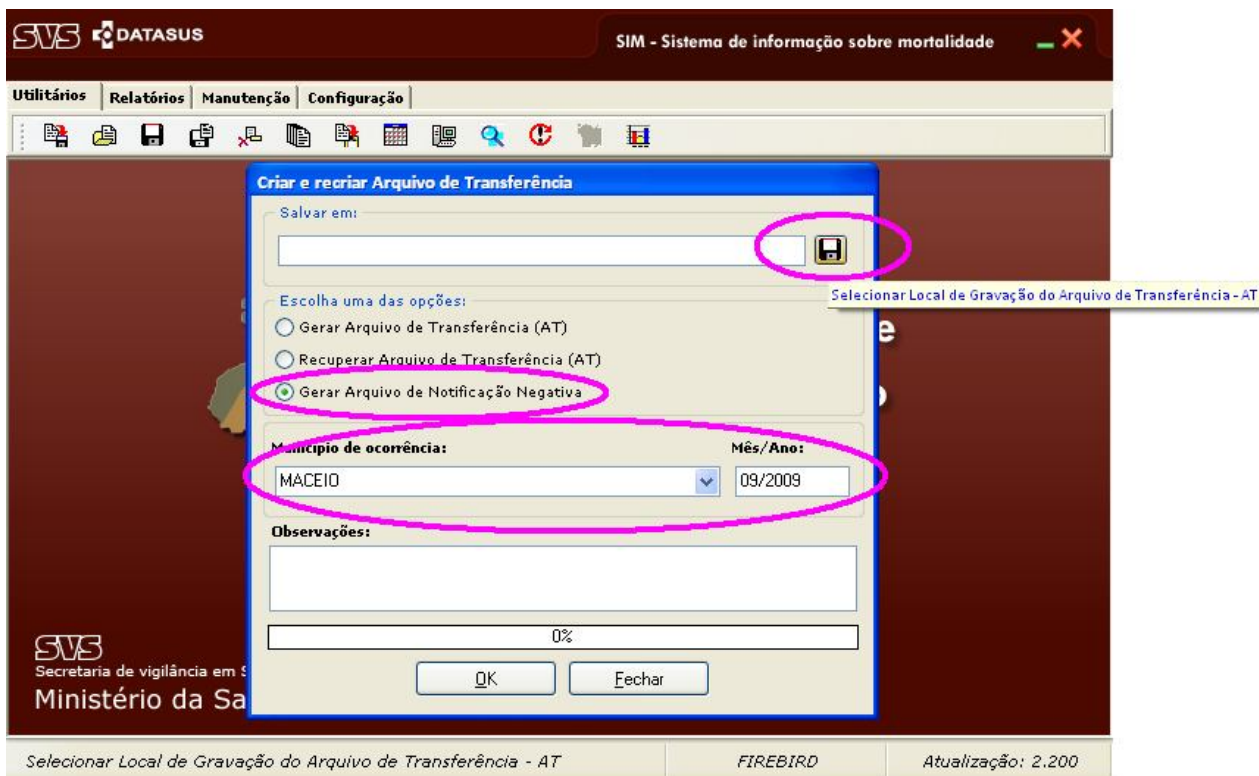 SVS DATASUS
SIM - Sistema de informação sobre mortalidade
Utilitários Relatórios Manutenção Configuração
Criar e recriar Arquivo de Transferência
Salvar em:
Selecionar Local de Gravação do Arquivo de Transferência - AT
Escolha uma das opções:
Gerar Arquivo de Transferência (AT)
Recuperar Arquivo de Transferência (AT)
Gerar Arquivo de Notificação Negativa
Município de ocorrência: Mês/Ano:
MACEIO 09/2009
Observações:
0%
OK Fechar
SVS
Secretaria de vigilância em S
Ministério da Sa
Selecionar Local de Gravação do Arquivo de Transferência - AT FIREBIRD Atualização: 2.200